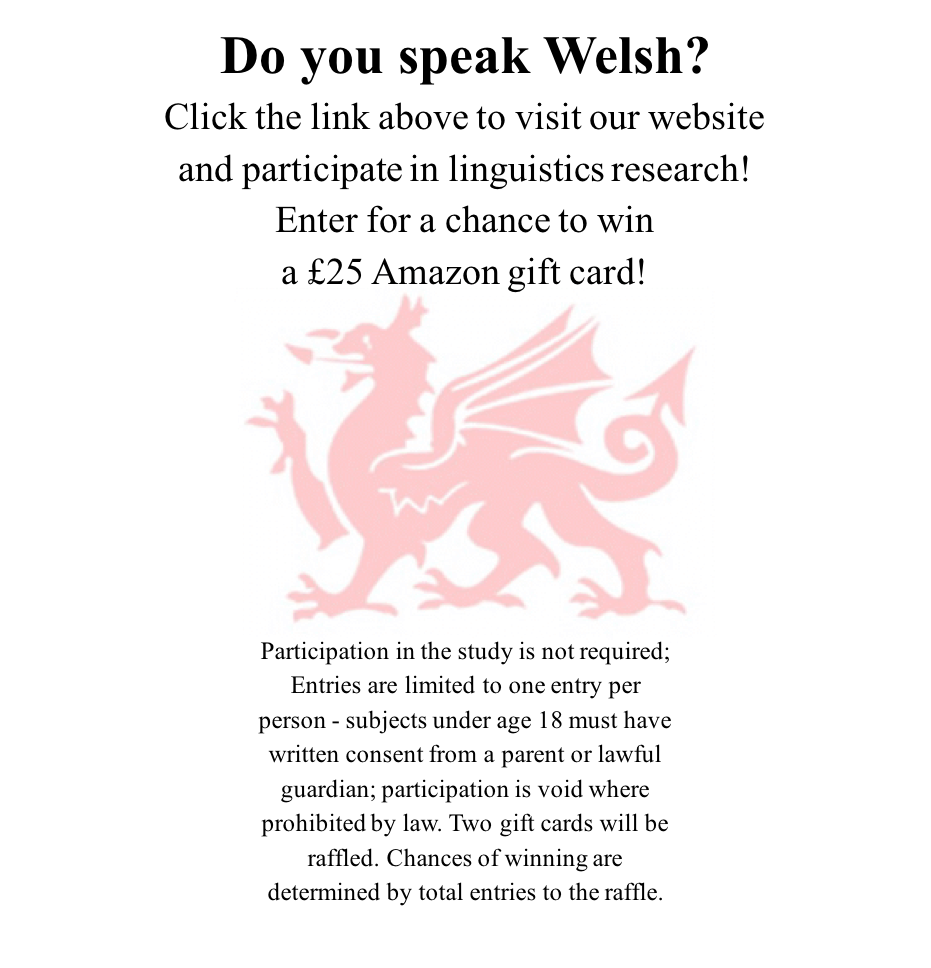 Do you speak Welsh?
Click the link above to visit our website
and participate in linguistics research!
Enter for a chance to win
a £25 Amazon gift card!
Participation in the study is not required;
Entries are limited to one entry per
person - subjects under age 18 must have
written consent from a parent or lawful
guardian; participation is void where
prohibited by law. Two gift cards will be
raffled. Chances of winning are
determined by total entries to the raffle.